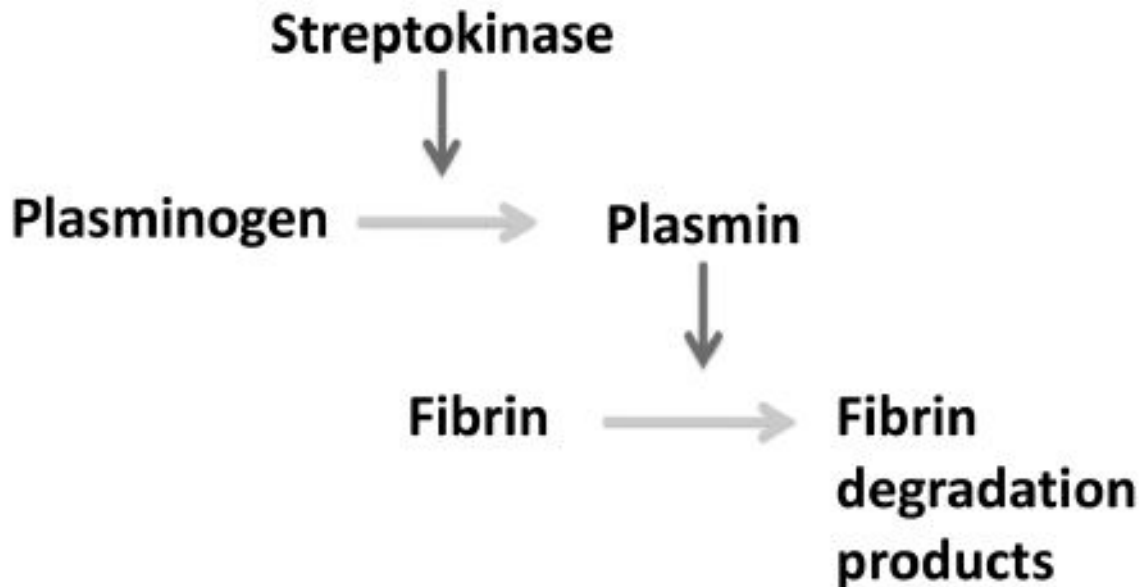 Streptokinase
Plasminogen
Plasmin
Fibrin
Fibrin
degradation
products